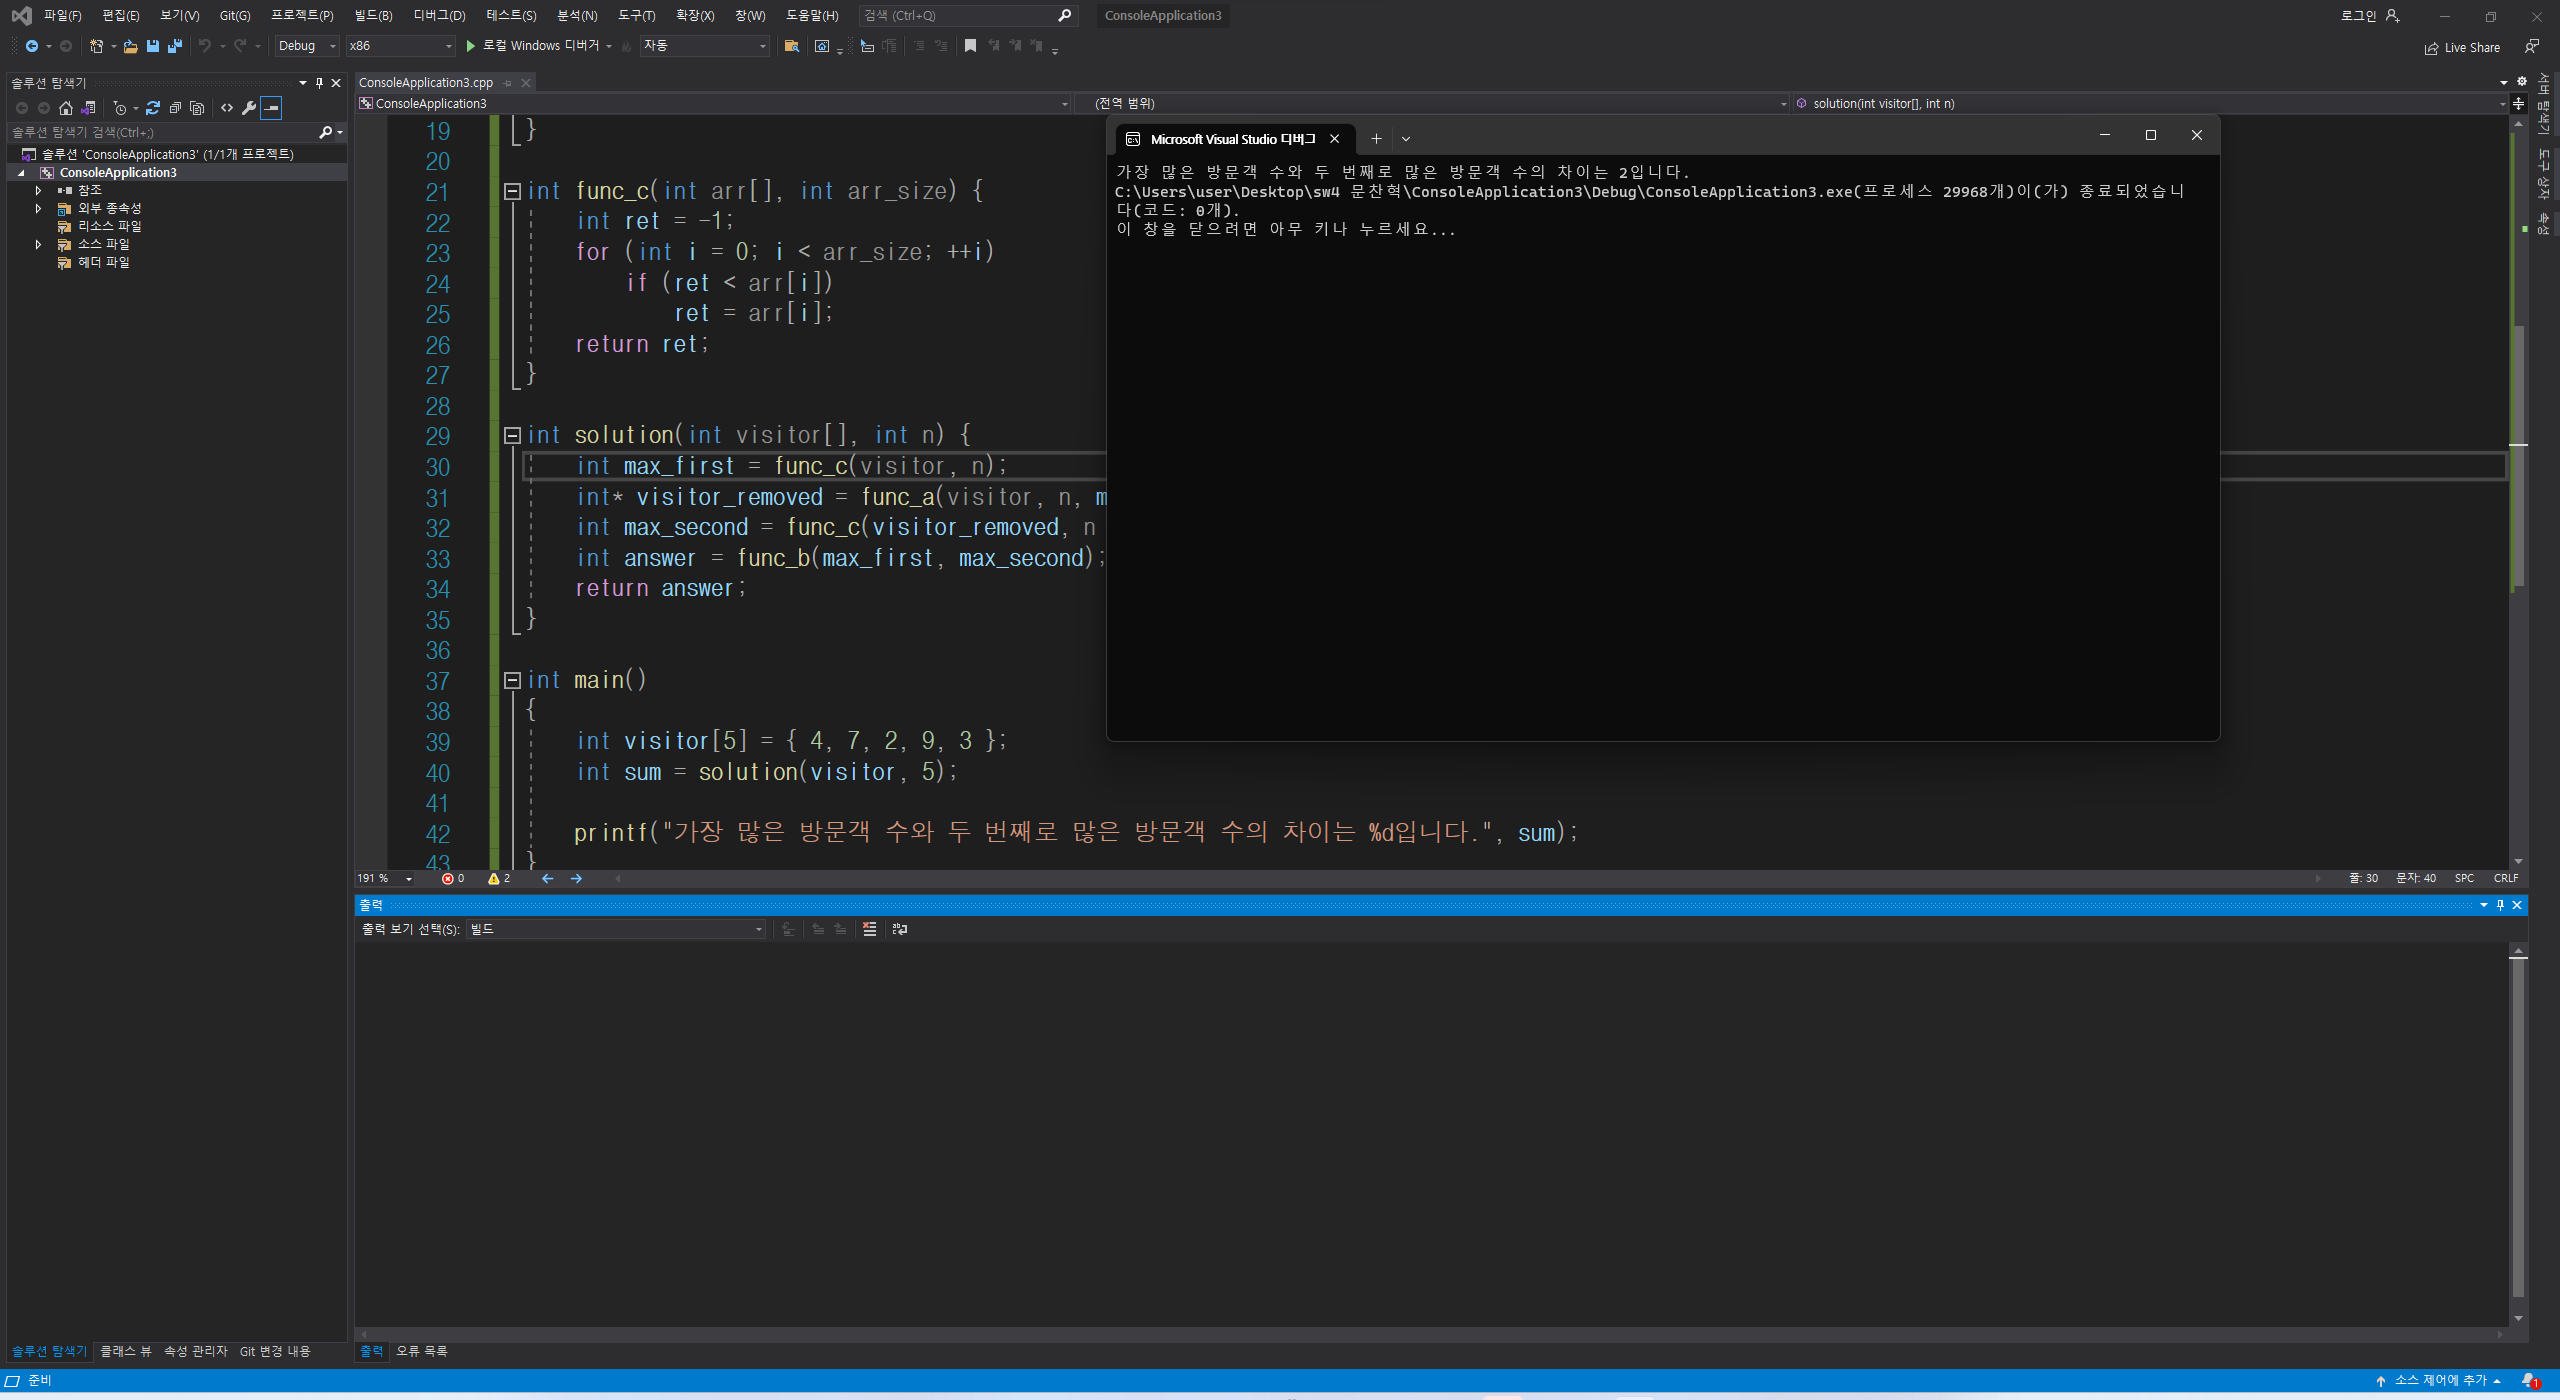 파일(F) 편집(E) 보기(V) Git(G) 프로젝트(P) 빌드(B) 디버그(D) 테스트(S) 분석(N) 도구(T) 확장(X) 창(W) 도움말(H) 검색 (Ctrl+Q) ConsoleApplication3 로그인
Debug x86 로컬 Windows 디버거 자동 Live Share
솔루션 탐색기
솔루션 탐색기 검색(Ctrl+;)
솔루션 'ConsoleApplication3' (1/1개 프로젝트)
ConsoleApplication3
참조
외부 종속성
리소스 파일
소스 파일
헤더 파일
ConsoleApplication3.cpp
ConsoleApplication3 (전역 범위) solution(int visitor[], int n)
19 }
20
21 int func_c(int arr[], int arr_size) {
22 int ret = -1;
23 for (int i = 0; i < arr_size; ++i)
24 if (ret < arr[i])
25 ret = arr[i];
26 return ret;
27 }
28
29 int solution(int visitor[], int n) {
30 int max_first = func_c(visitor, n);
31 int* visitor_removed = func_a(visitor, n, m
32 int max_second = func_c(visitor_removed, n
33 int answer = func_b(max_first, max_second);
34 return answer;
35 }
36
37 int main()
38 {
39 int visitor[5] = { 4, 7, 2, 9, 3 };
40 int sum = solution(visitor, 5);
41
42 printf("가장 많은 방문객 수와 두 번째로 많은 방문객 수의 차이는 %d입니다.", sum);
43 }
Microsoft Visual Studio 디버그
가장 많은 방문객 수와 두 번째로 많은 방문객 수의 차이는 2입니다.
C:\Users\user\Desktop\sw4 문찬혁\ConsoleApplication3\Debug\ConsoleApplication3.exe(프로세스 29968개)이(가) 종료되었습니
다(코드: 0개).
이 창을 닫으려면 아무 키나 누르세요...
서버 탐색기
도구 상자
속성
191 % 0 2 줄: 30 문자: 40 SPC CRLF
출력
출력 보기 선택(S): 빌드
솔루션 탐색기 클래스 뷰 속성 관리자 Git 변경 내용
출력 오류 목록
준비 소스 제어에 추가 1